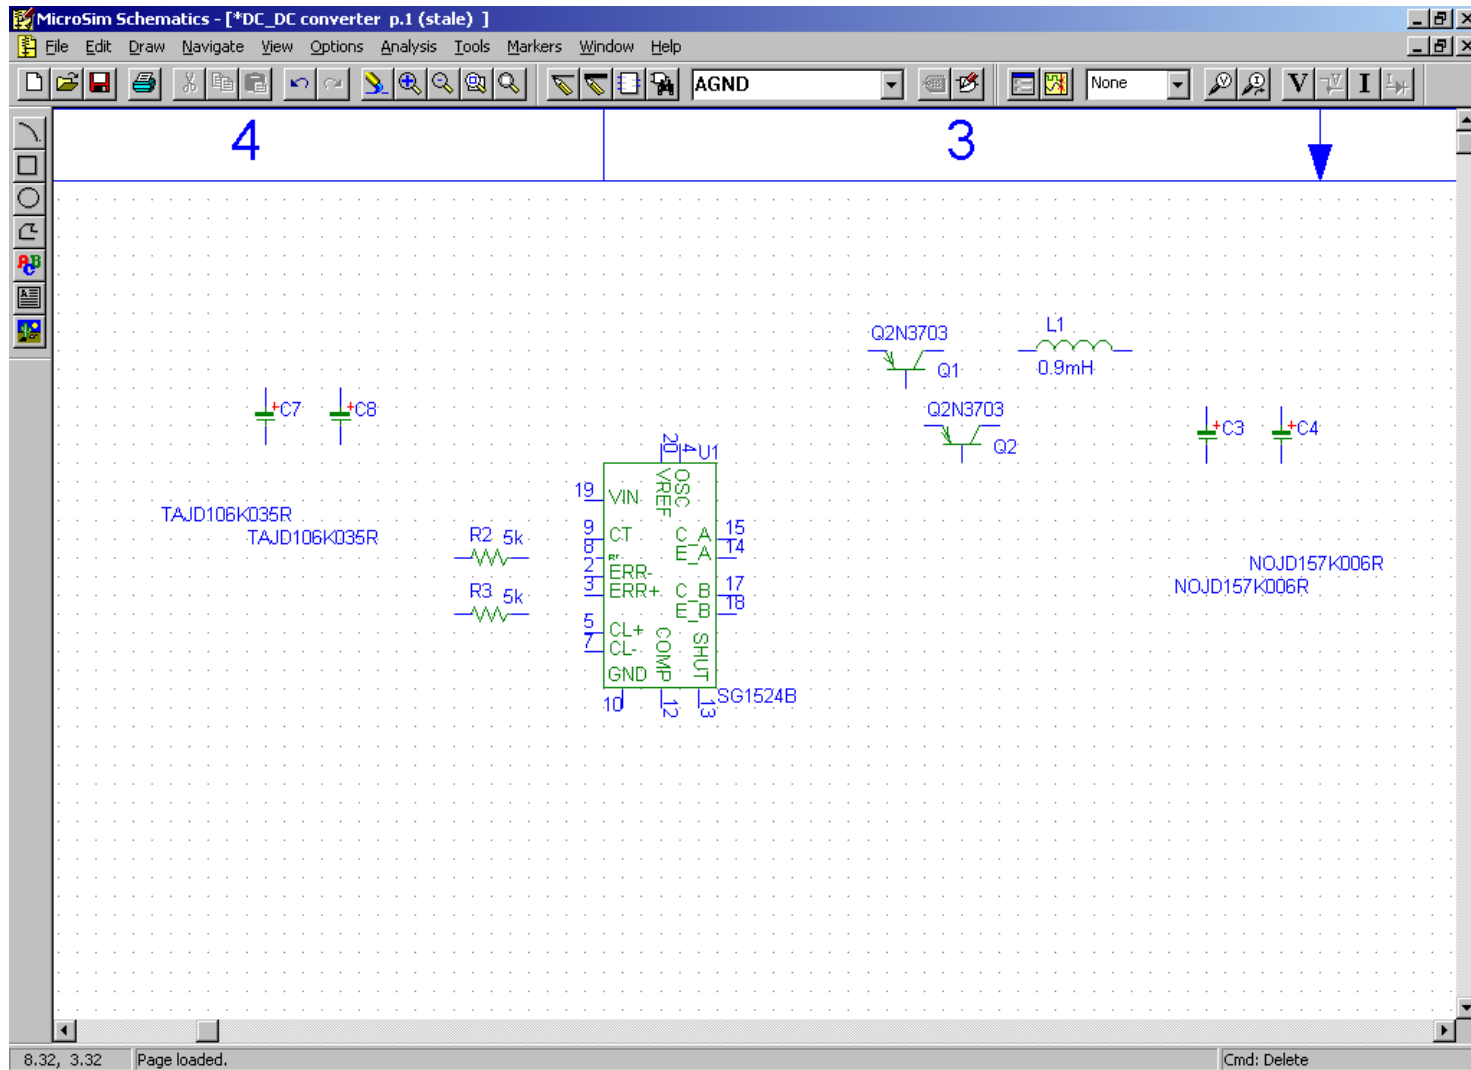 MicroSim Schematics - [*DC_DC converter p.1 (stale) ]
File Edit Draw Navigate View Options Analysis Tools Markers Window Help
AGND
None
V V I
ABC
4 3
Q2N3703
L1
Q1
0.9mH
C7 C8
Q2N3703
Q2
C3 C4
20 4 U1
19 VIN VREF OSC
TAJD106K035R
TAJD106K035R
R2 5k
9 CT C_A 15
8 E_A 14
2 ERR-
3 ERR+ C_B 17
E_B 18
NOJD157K006R
NOJD157K006R
R3 5k
5 CL+ COMP SHUT
7 CL-
GND
10 12 13
SG1524B
8.32, 3.32 Page loaded. Cmd: Delete